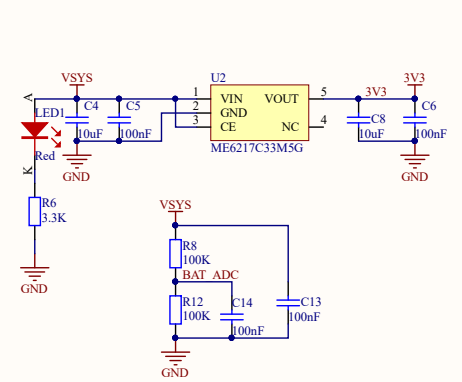 VSYS
U2
3V3
A
LED1
C4
10uF
C5
100nF
1
2
3
VIN
GND
CE
VOUT
NC
5
4
3V3
C8
10uF
C6
100nF
Red
K
GND
ME6217C33M5G
GND
R6
3.3K
GND
VSYS
R8
100K
BAT_ADC
R12
100K
C14
100nF
C13
100nF
GND